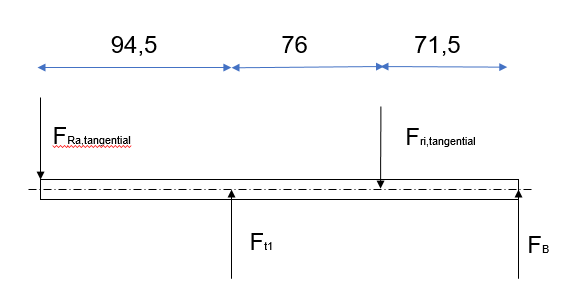 94,5 76 71,5
FRa,tangential Fri,tangential
Ft1 FB